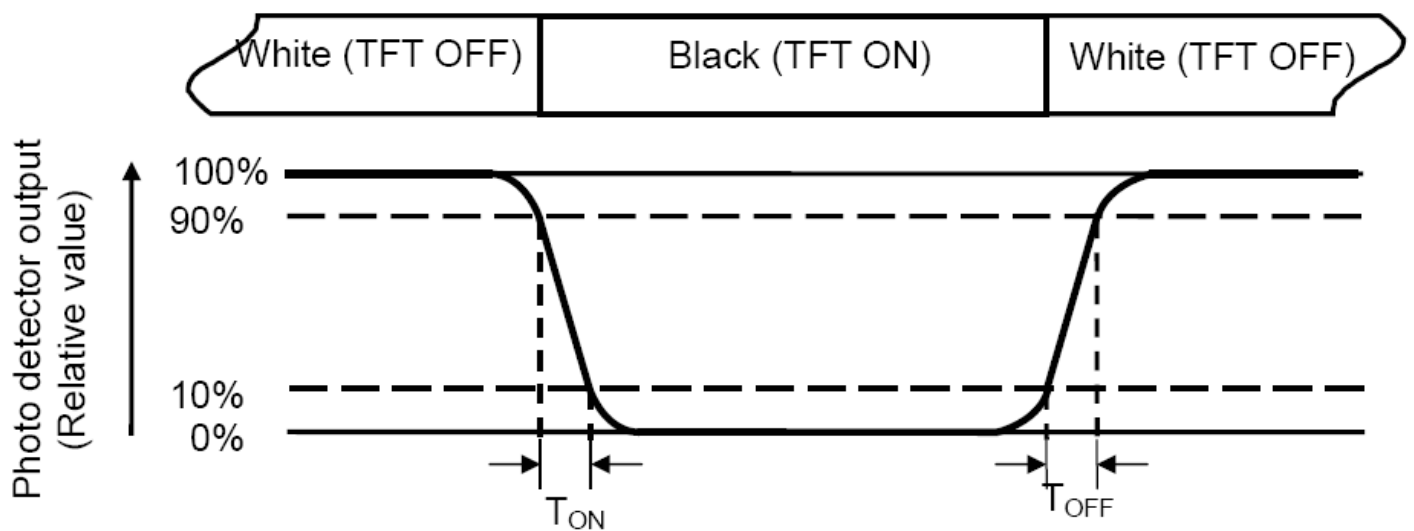 White (TFT OFF)
Black (TFT ON)
White (TFT OFF)
Photo detector output
(Relative value)
100%
90%
10%
0%
TON
TOFF